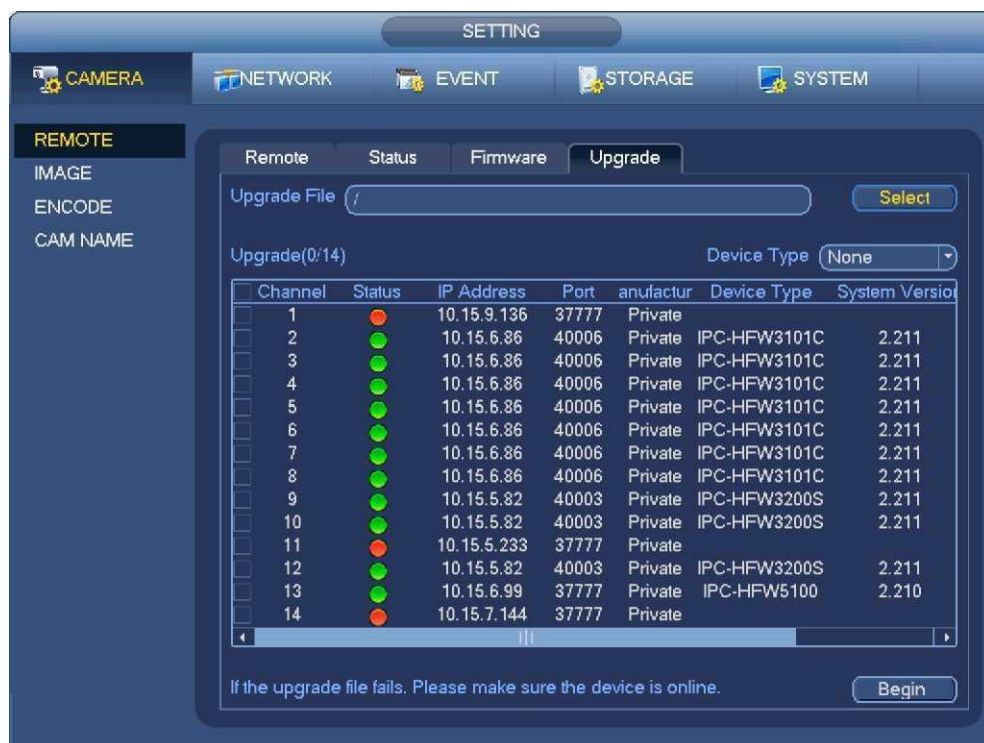 SETTING
CAMERA NETWORK EVENT STORAGE SYSTEM
REMOTE
IMAGE
ENCODE
CAM NAME
Remote Status Firmware Upgrade
Upgrade File / Select
Upgrade(0/14) Device Type None
Channel Status IP Address Port anufactur Device Type System Version
1 10.15.9.136 37777 Private
2 10.15.6.86 40006 Private IPC-HFW3101C 2.211
3 10.15.6.86 40006 Private IPC-HFW3101C 2.211
4 10.15.6.86 40006 Private IPC-HFW3101C 2.211
5 10.15.6.86 40006 Private IPC-HFW3101C 2.211
6 10.15.6.86 40006 Private IPC-HFW3101C 2.211
7 10.15.6.86 40006 Private IPC-HFW3101C 2.211
8 10.15.6.86 40006 Private IPC-HFW3101C 2.211
9 10.15.5.82 40003 Private IPC-HFW3200S 2.211
10 10.15.5.82 40003 Private IPC-HFW3200S 2.211
11 10.15.5.233 37777 Private
12 10.15.5.82 40003 Private IPC-HFW3200S 2.211
13 10.15.6.99 37777 Private IPC-HFW5100 2.210
14 10.15.7.144 37777 Private
If the upgrade file fails. Please make sure the device is online. Begin